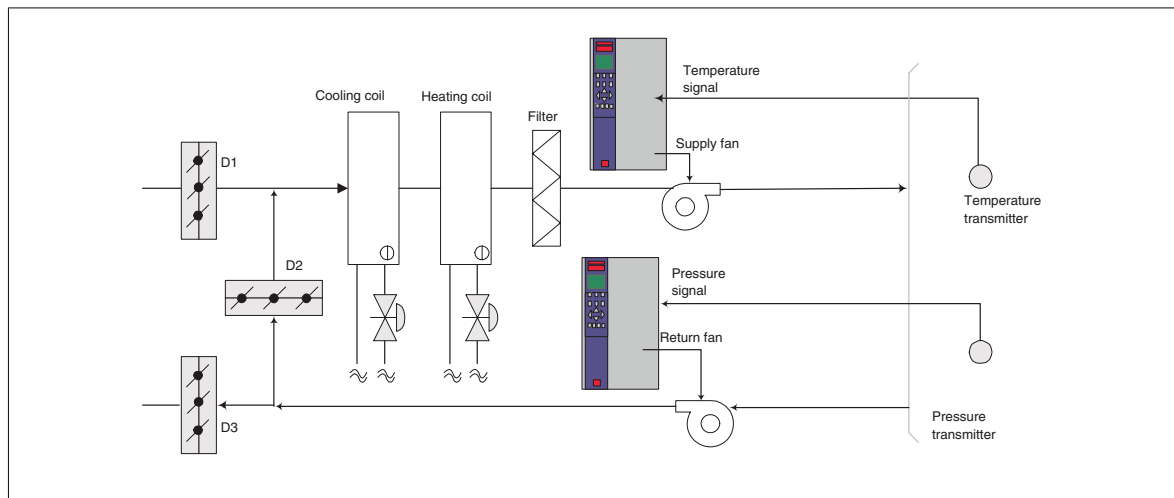 Temperature
signal
Cooling coil
Heating coil
Filter
Supply fan
D1
Temperature
transmitter
D2
Pressure
signal
Return fan
D3
Pressure
transmitter